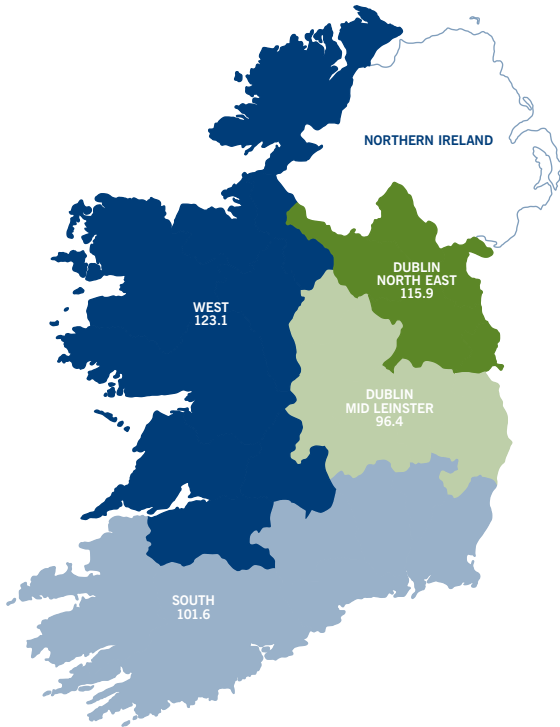 NORTHERN IRELAND
DUBLIN
NORTH EAST
115.9
WEST
123.1
DUBLIN
MID LEINSTER
96.4
SOUTH
101.6